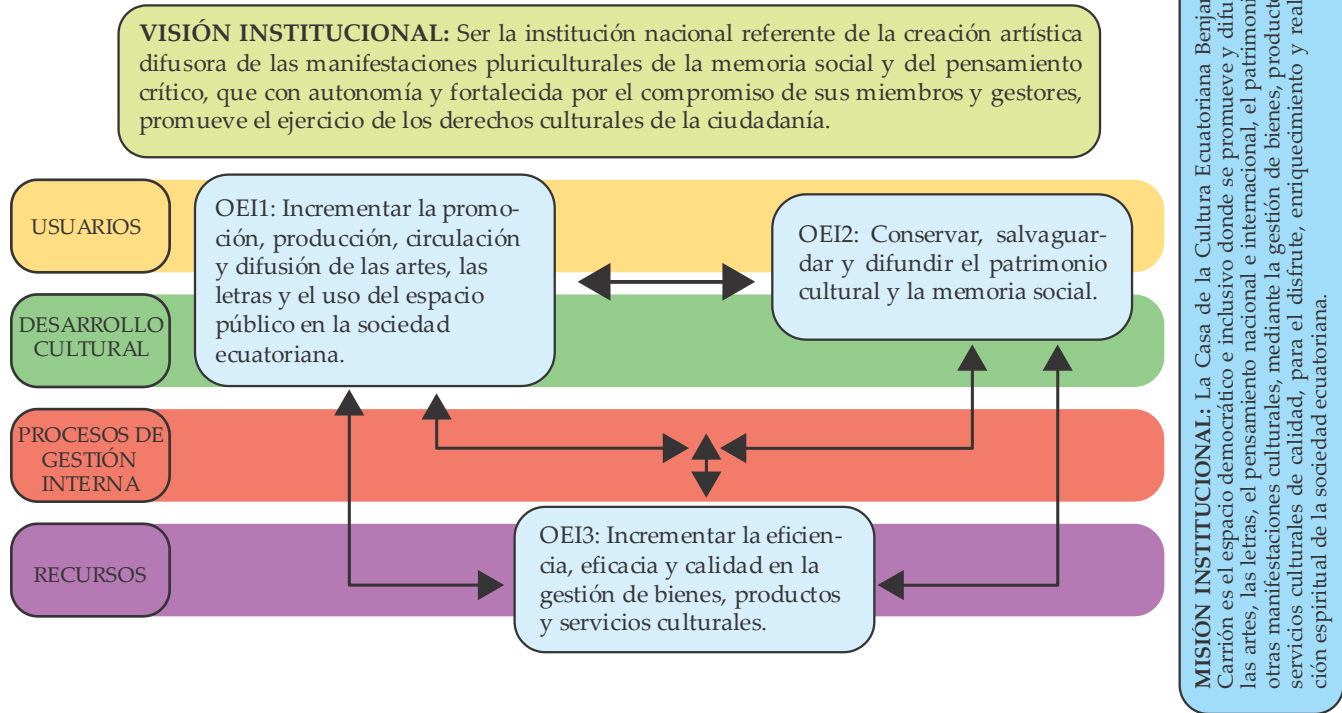 VISIÓN INSTITUCIONAL: Ser la institución nacional referente de la creación artística
difusora de las manifestaciones pluriculturales de la memoria social y del pensamiento
crítico, que con autonomía y fortalecida por el compromiso de sus miembros y gestores,
promueve el ejercicio de los derechos culturales de la ciudadanía.
USUARIOS
OEI1: Incrementar la promo-
ción, producción, circulación
y difusión de las artes, las
letras y el uso del espacio
público en la sociedad
ecuatoriana.
OEI2: Conservar, salvaguar-
dar y difundir el patrimonio
cultural y la memoria social.
DESARROLLO
CULTURAL
PROCESOS DE
GESTIÓN
INTERNA
RECURSOS
OEI3: Incrementar la eficien-
cia, eficacia y calidad en la
gestión de bienes, productos
y servicios culturales.
MISIÓN INSTITUCIONAL: La Casa de la Cultura Ecuatoriana Benjam
Carrión es el espacio democrático e inclusivo donde se promueve y difu
las artes, las letras, el pensamiento nacional e internacional, el patrimoni
otras manifestaciones culturales, mediante la gestión de bienes, product
servicios culturales de calidad, para el disfrute, enriquecimiento y real
ción espiritual de la sociedad ecuatoriana.